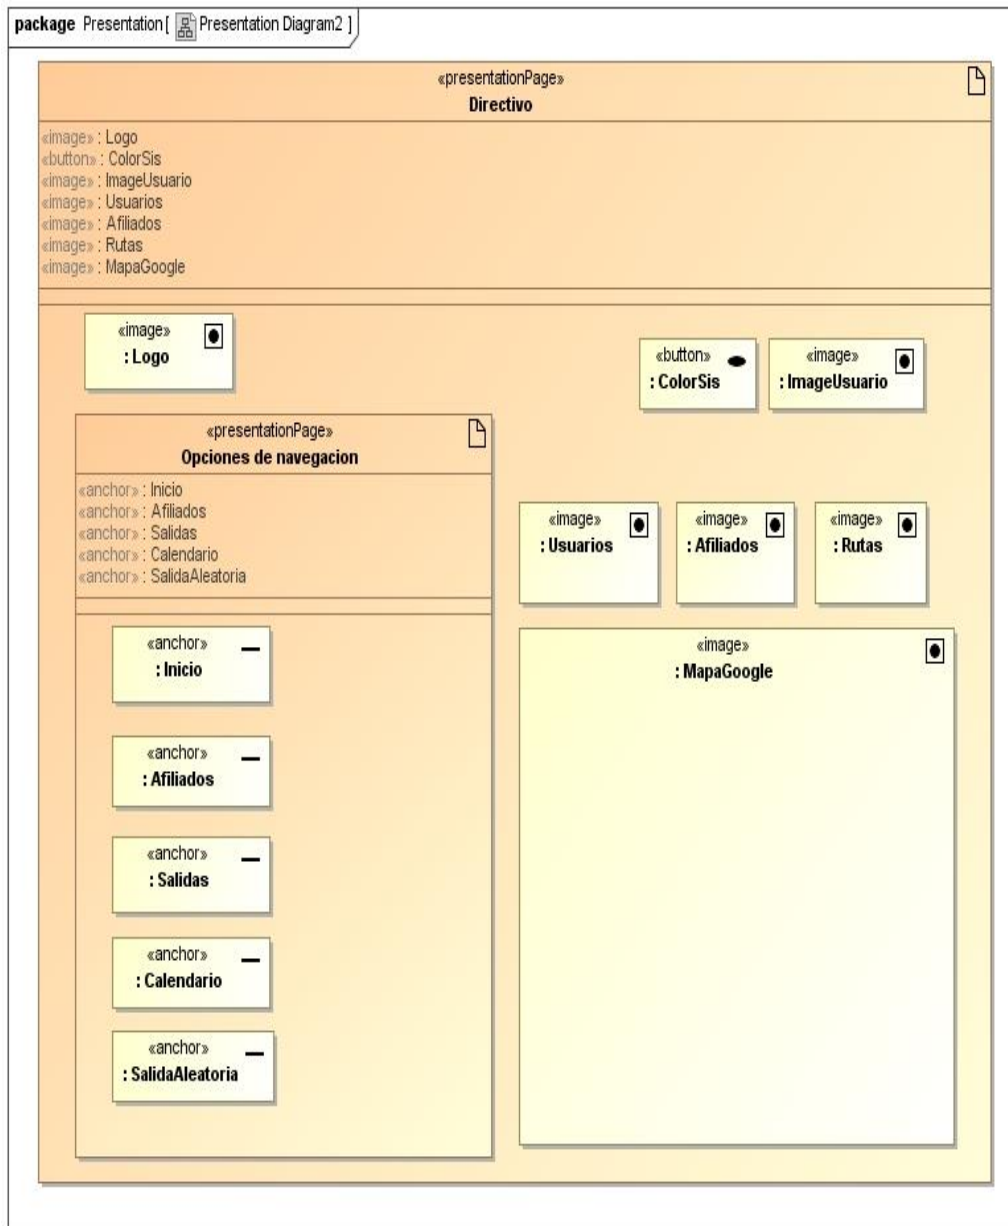 package Presentation [ Presentation Diagram2 ]
«presentationPage»
Directivo
«image» : Logo
«button» : ColorSis
«image» : ImageUsuario
«image» : Usuarios
«image» : Afiliados
«image» : Rutas
«image» : MapaGoogle
«image»
: Logo
«button»
: ColorSis
«image»
: ImageUsuario
«presentationPage»
Opciones de navegacion
«anchor» : Inicio
«anchor» : Afiliados
«anchor» : Salidas
«anchor» : Calendario
«anchor» : SalidaAleatoria
«anchor»
: Inicio
«anchor»
: Afiliados
«anchor»
: Salidas
«anchor»
: Calendario
«anchor»
: SalidaAleatoria
«image»
: Usuarios
«image»
: Afiliados
«image»
: Rutas
«image»
: MapaGoogle